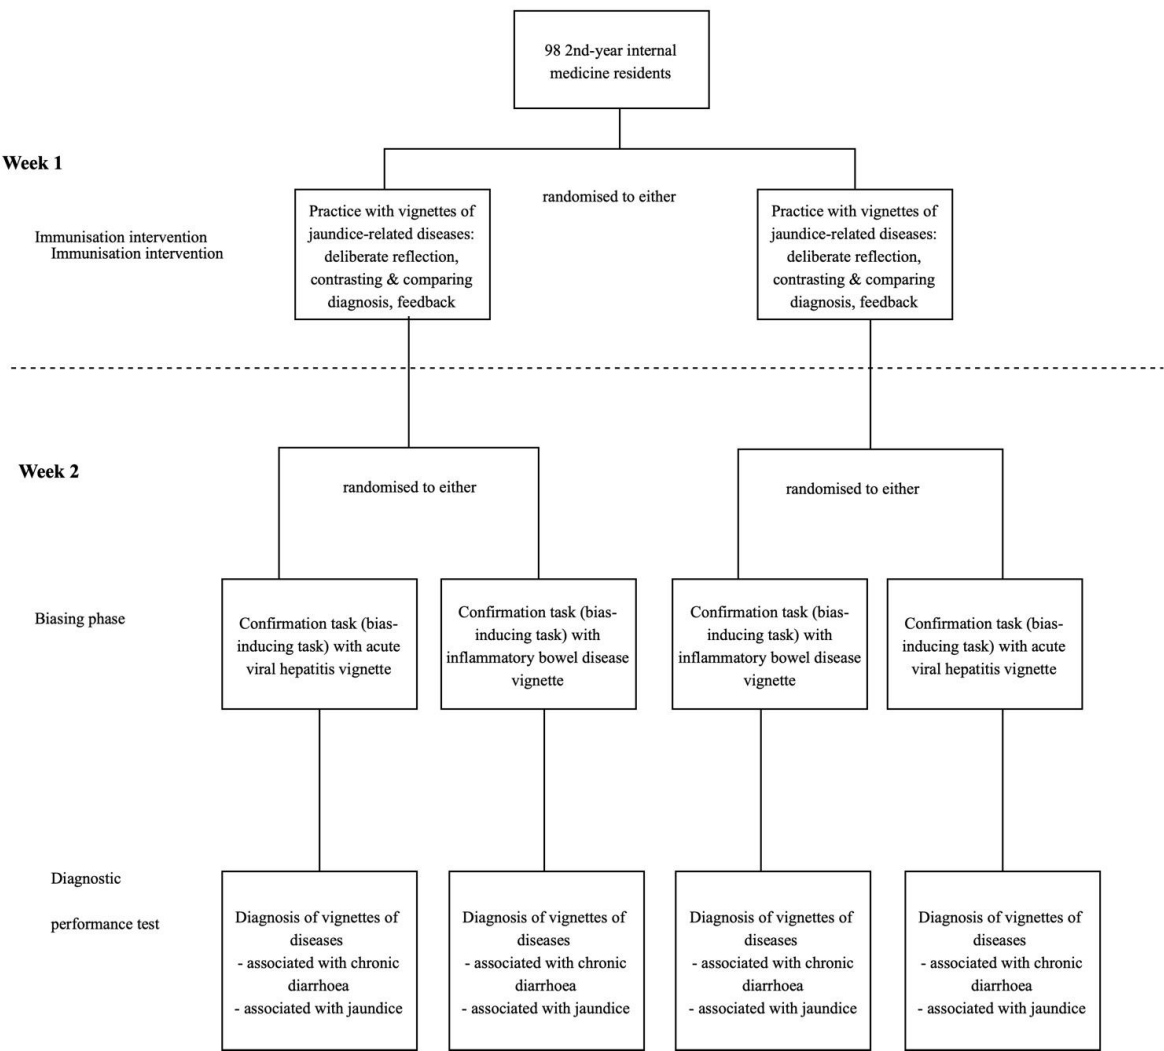 98 2nd-year internal
medicine residents
Week 1
randomised to either
Immunisation intervention
Immunisation intervention
Practice with vignettes of
jaundice-related diseases:
deliberate reflection,
contrasting & comparing
diagnosis, feedback
Practice with vignettes of
jaundice-related diseases:
deliberate reflection,
contrasting & comparing
diagnosis, feedback
Week 2
randomised to either
randomised to either
Biasing phase
Confirmation task (bias-
inducing task) with acute
viral hepatitis vignette
Confirmation task (bias-
inducing task) with
inflammatory bowel disease
vignette
Confirmation task (bias-
inducing task) with
inflammatory bowel disease
vignette
Confirmation task (bias-
inducing task) with acute
viral hepatitis vignette
Diagnostic
performance test
Diagnosis of vignettes of
diseases
- associated with chronic
diarrhoea
- associated with jaundice
Diagnosis of vignettes of
diseases
- associated with chronic
diarrhoea
- associated with jaundice
Diagnosis of vignettes of
diseases
- associated with chronic
diarrhoea
- associated with jaundice
Diagnosis of vignettes of
diseases
- associated with chronic
diarrhoea
- associated with jaundice